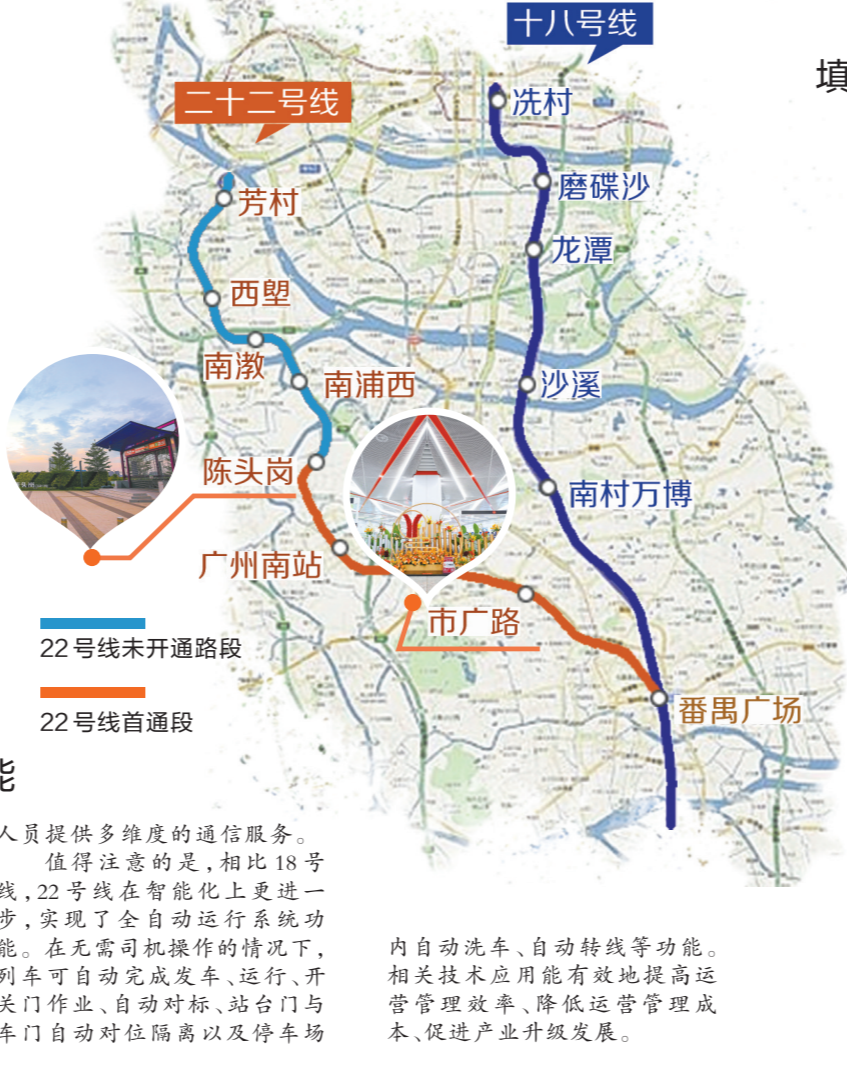 十八号线
填
二十二号线
冼村
磨碟沙
芳村
龙潭
西塱
南漖
南浦西
沙溪
陈头岗
南村万博
广州南站
市广路
22号线未开通路段
番禺广场
22号线首通段
能
人员提供多维度的通信服务。
值得注意的是,相比18号
线,22号线在智能化上更进一
步,实现了全自动运行系统功
能。在无需司机操作的情况下,
列车可自动完成发车、运行、开
关门作业、自动对标、站台门与
车门自动对位隔离以及停车场
内自动洗车、自动转线等功能。
相关技术应用能有效地提高运
营管理效率、降低运营管理成
本、促进产业升级发展。